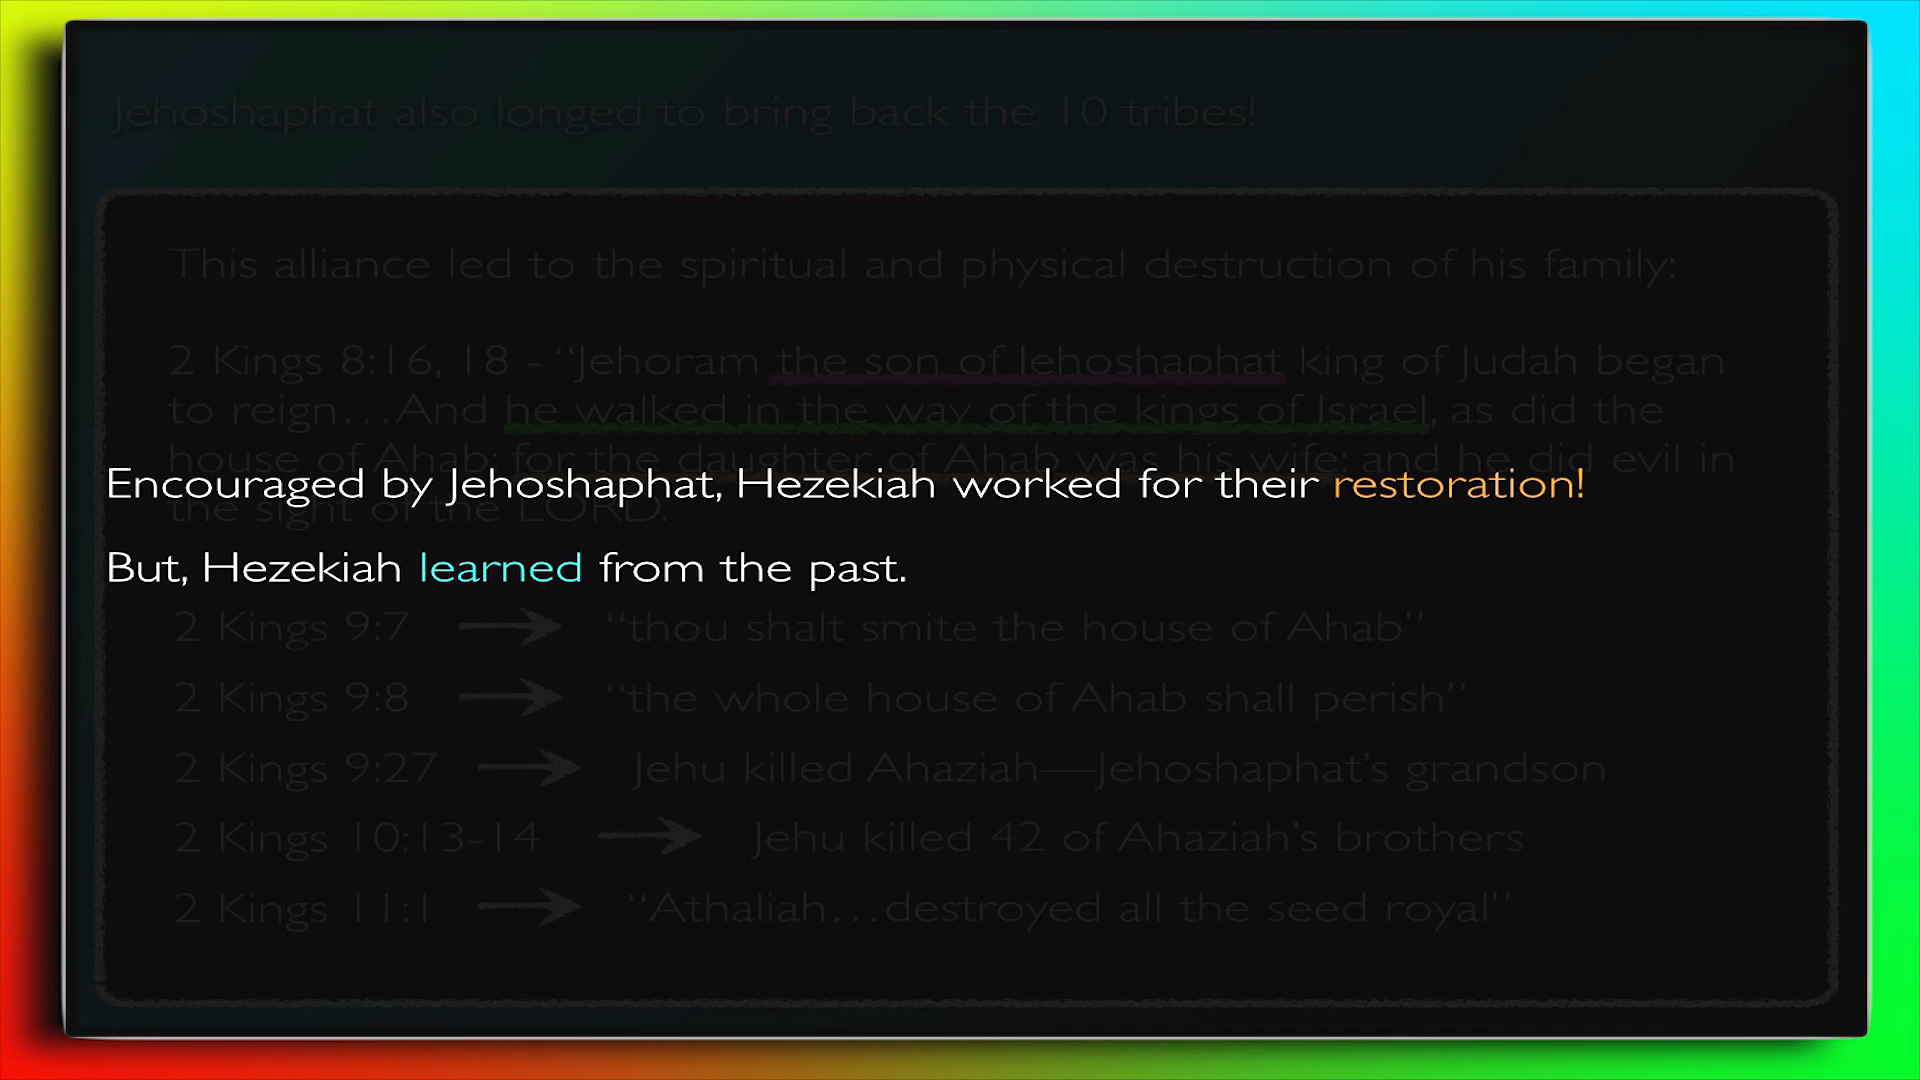 Jehoshaphat also longed to bring back the 10 tribes!
This alliance led to the spiritual and physical destruction of his family:
2 Kings 8:16, 18 - “Jehoram the son of Jehoshaphat king of Judah began
to reign…And he walked in the way of the kings of Israel, as did the
house of Ahab: for the daughter of Ahab was his wife: and he did evil in
Encouraged by Jehoshaphat, Hezekiah worked for their restoration!
the sight of the LORD.”
But, Hezekiah learned from the past.
2 Kings 9:7 → “thou shalt smite the house of Ahab”
2 Kings 9:8 → “the whole house of Ahab shall perish”
2 Kings 9:27 → Jehu killed Ahaziah—Jehoshaphat’s grandson
2 Kings 10:13-14 → Jehu killed 42 of Ahaziah’s brothers
2 Kings 11:1 → “Athaliah…destroyed all the seed royal”